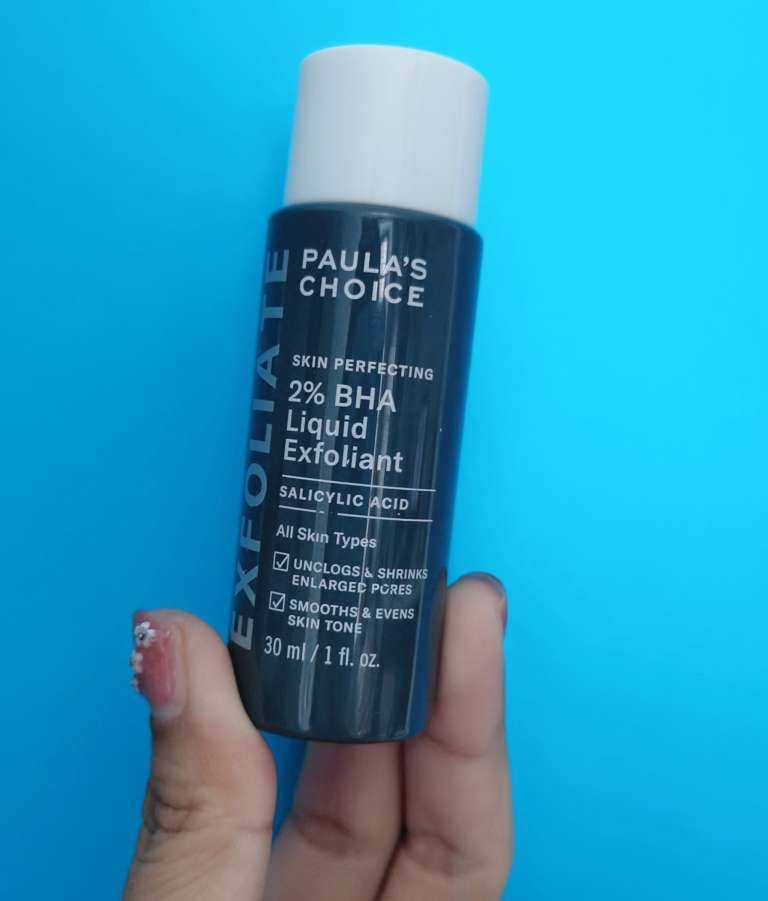 EXFOLIATE
PAULA'S
CHOICE
SKIN PERFECTING
2% BHA
Liquid
Exfoliant
SALICYLIC ACID
All Skin Types
UNCLOGS & SHRINKS
ENLARGED PORES
SMOOTHS & EVENS
SKIN TONE
30 ml / 1 fl. oz.